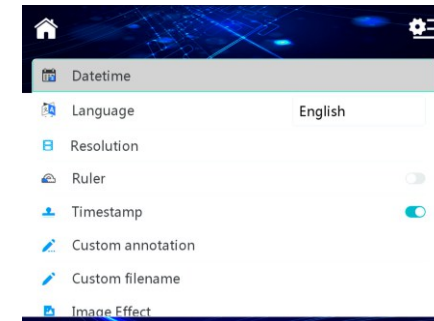 Datetime
Language English
Resolution
Ruler
Timestamp
Custom annotation
Custom filename
Image Effect